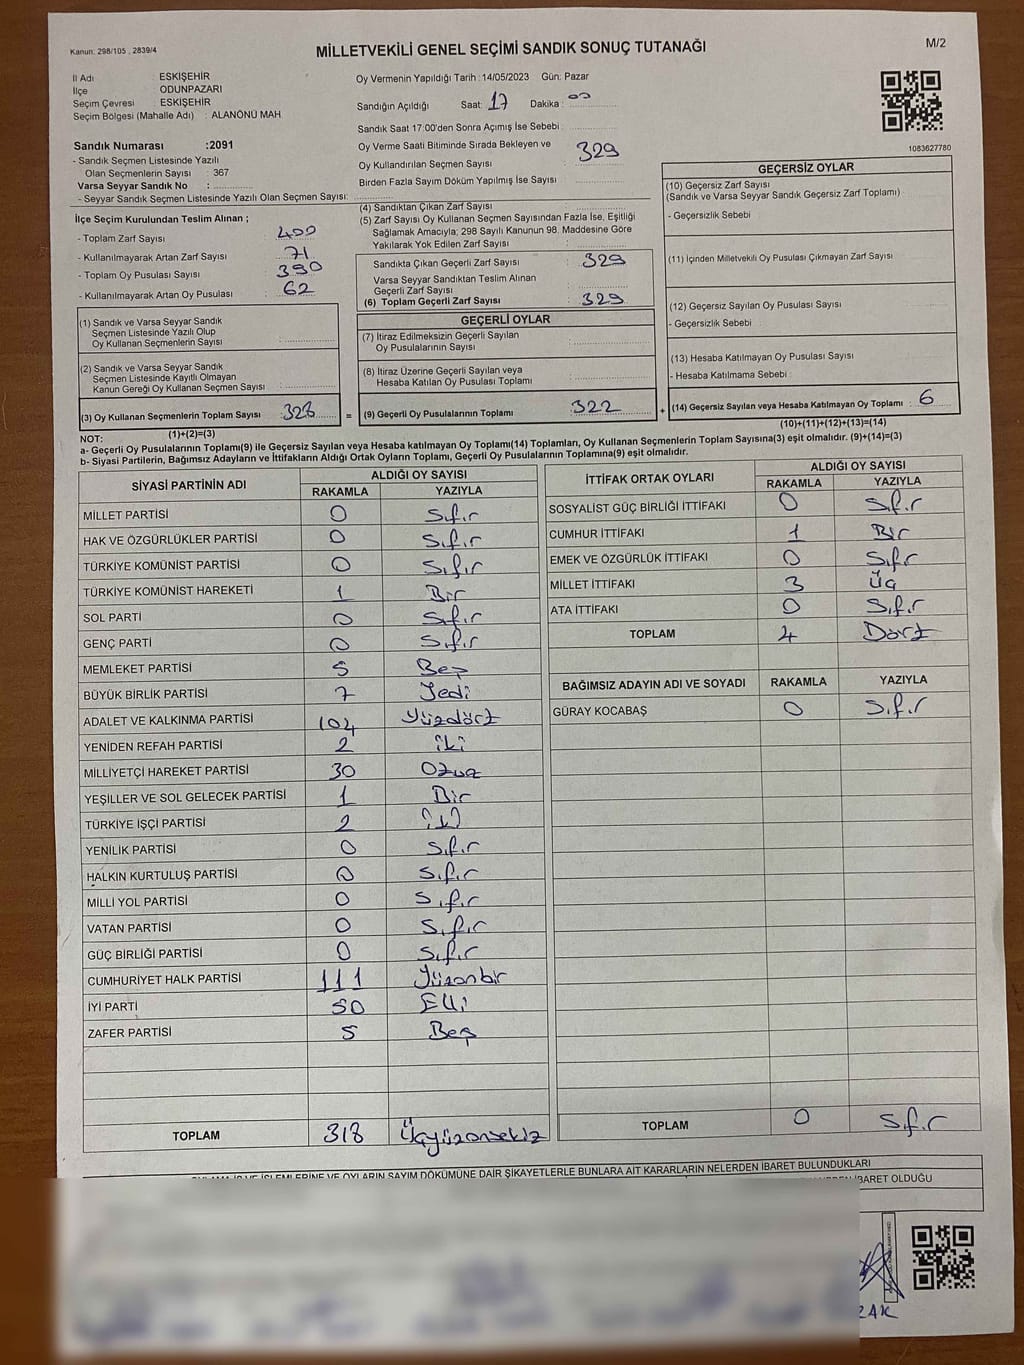 Kanun: 298/105 , 2839/4
MİLLETVEKİLİ GENEL SEÇİMİ SANDIK SONUÇ TUTANAĞI
M/2
İl Adı ESKİŞEHİR
İlçe ODUNPAZARI
Seçim Çevresi ESKİŞEHİR
Seçim Bölgesi (Mahalle Adı) : ALANÖNÜ MAH
Sandık Numarası :2091
- Sandık Seçmen Listesinde Yazılı
Olan Seçmenlerin Sayısı : 367
Varsa Seyyar Sandık No :
- Seyyar Sandık Seçmen Listesinde Yazılı Olan Seçmen Sayısı:
Oy Vermenin Yapıldığı Tarih :14/05/2023 Gün: Pazar
Sandığın Açıldığı Saat: 17 Dakika : 00
Sandık Saat 17:00'den Sonra Açımış İse Sebebi :
Oy Verme Saati Bitiminde Sırada Bekleyen ve
Oy Kullandırılan Seçmen Sayısı : 329
Birden Fazla Sayım Döküm Yapılmış İse Sayısı :
1083627780
İlçe Seçim Kurulundan Teslim Alınan ;
- Toplam Zarf Sayısı : 400
- Kullanılmayarak Artan Zarf Sayısı : 71
- Toplam Oy Pusulası Sayısı : 390
- Kullanılmayarak Artan Oy Pusulası : 62
(1) Sandık ve Varsa Seyyar Sandık
Seçmen Listesinde Yazılı Olup
Oy Kullanan Seçmenlerin Sayısı :
(2) Sandık ve Varsa Seyyar Sandık
Seçmen Listesinde Kayıtlı Olmayan
Kanun Gereği Oy Kullanan Seçmen Sayısı :
(3) Oy Kullanan Seçmenlerin Toplam Sayısı : 328
(1)+(2)=(3)
(4) Sandıktan Çıkan Zarf Sayısı :
(5) Zarf Sayısı Oy Kullanan Seçmen Sayısından Fazla İse, Eşitliği
Sağlamak Amacıyla; 298 Sayılı Kanunun 98. Maddesine Göre
Yakılarak Yok Edilen Zarf Sayısı :
Sandıkta Çıkan Geçerli Zarf Sayısı : 329
Varsa Seyyar Sandıktan Teslim Alınan
Geçerli Zarf Sayısı :
(6) Toplam Geçerli Zarf Sayısı : 329
GEÇERLİ OYLAR
(7) İtiraz Edilmeksizin Geçerli Sayılan
Oy Pusulalarının Sayısı :
(8) İtiraz Üzerine Geçerli Sayılan veya
Hesaba Katılan Oy Pusulası Toplamı :
= (9) Geçerli Oy Pusulalarının Toplamı : 322
GEÇERSİZ OYLAR
(10) Geçersiz Zarf Sayısı
(Sandık ve Varsa Seyyar Sandık Geçersiz Zarf Toplamı) :
- Geçersizlik Sebebi :
(11) İçinden Milletvekili Oy Pusulası Çıkmayan Zarf Sayısı :
(12) Geçersiz Sayılan Oy Pusulası Sayısı :
- Geçersizlik Sebebi :
(13) Hesaba Katılmayan Oy Pusulası Sayısı :
- Hesaba Katılmama Sebebi :
+ (14) Geçersiz Sayılan veya Hesaba Katılmayan Oy Toplamı : 6
(10)+(11)+(12)+(13)=(14)
NOT:
a- Geçerli Oy Pusulalarının Toplamı(9) ile Geçersiz Sayılan veya Hesaba katılmayan Oy Toplamı(14) Toplamları, Oy Kullanan Seçmenlerin Toplam Sayısına(3) eşit olmalıdır. (9)+(14)=(3)
b- Siyasi Partilerin, Bağımsız Adayların ve İttifakların Aldığı Ortak Oyların Toplamı, Geçerli Oy Pusulalarının Toplamına(9) eşit olmalıdır.
SİYASİ PARTİNİN ADI ALDIĞI OY SAYISI
RAKAMLA YAZIYLA
MİLLET PARTİSİ 0 Sıfır
HAK VE ÖZGÜRLÜKLER PARTİSİ 0 Sıfır
TÜRKİYE KOMÜNİST PARTİSİ 0 Sıfır
TÜRKİYE KOMÜNİST HAREKETİ 1 Bir
SOL PARTİ 0 Sıfır
GENÇ PARTİ 0 Sıfır
MEMLEKET PARTİSİ 5 Beş
BÜYÜK BİRLİK PARTİSİ 7 Yedi
ADALET VE KALKINMA PARTİSİ 104 Yüzdört
YENİDEN REFAH PARTİSİ 2 iki
MİLLİYETÇİ HAREKET PARTİSİ 30 Otuz
YEŞİLLER VE SOL GELECEK PARTİSİ 1 Bir
TÜRKİYE İŞÇİ PARTİSİ 2 iki
YENİLİK PARTİSİ 0 Sıfır
HALKIN KURTULUŞ PARTİSİ 0 Sıfır
MİLLİ YOL PARTİSİ 0 Sıfır
VATAN PARTİSİ 0 Sıfır
GÜÇ BİRLİĞİ PARTİSİ 0 Sıfır
CUMHURİYET HALK PARTİSİ 111 Yüzonbir
İYİ PARTİ 50 Elli
ZAFER PARTİSİ 5 Beş
TOPLAM 318 Üçyüzonsekiz
İTTİFAK ORTAK OYLARI ALDIĞI OY SAYISI
RAKAMLA YAZIYLA
SOSYALİST GÜÇ BİRLİĞİ İTTİFAKI 0 Sıfır
CUMHUR İTTİFAKI 1 Bir
EMEK VE ÖZGÜRLÜK İTTİFAKI 0 Sıfır
MİLLET İTTİFAKI 3 Üç
ATA İTTİFAKI 0 Sıfır
TOPLAM 4 Dört
BAĞIMSIZ ADAYIN ADI VE SOYADI RAKAMLA YAZIYLA
GÜRAY KOCABAŞ 0 Sıfır
TOPLAM 0 Sıfır
İŞLEMLERİNE VE OYLARIN SAYIM DÖKÜMÜNE DAİR ŞİKAYETLERLE BUNLARA AİT KARARLARIN NELERDEN İBARET BULUNDUKLARI
İBARET OLDUĞU